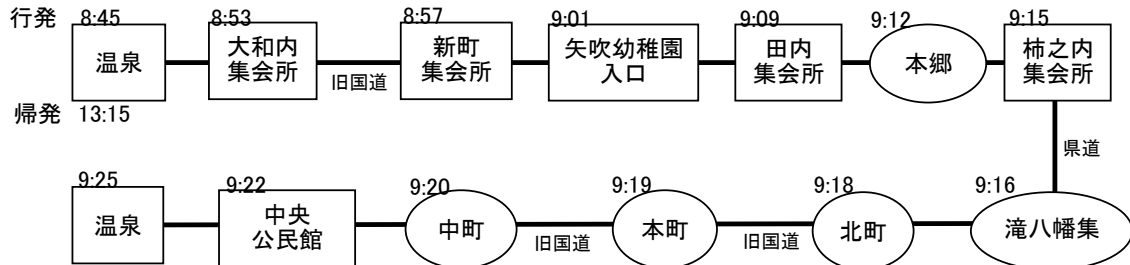 行発 8:45 8:53 8:57 9:01 9:09 9:12 9:15
温泉 大和内 集会所 新町 集会所 矢吹幼稚園 入口 田内 集会所 本郷 柿之内 集会所
旧国道
帰発 13:15
県道
9:25 9:22 9:20 9:19 9:18 9:16
温泉 中央 公民館 中町 本町 北町 滝八幡集
旧国道 旧国道